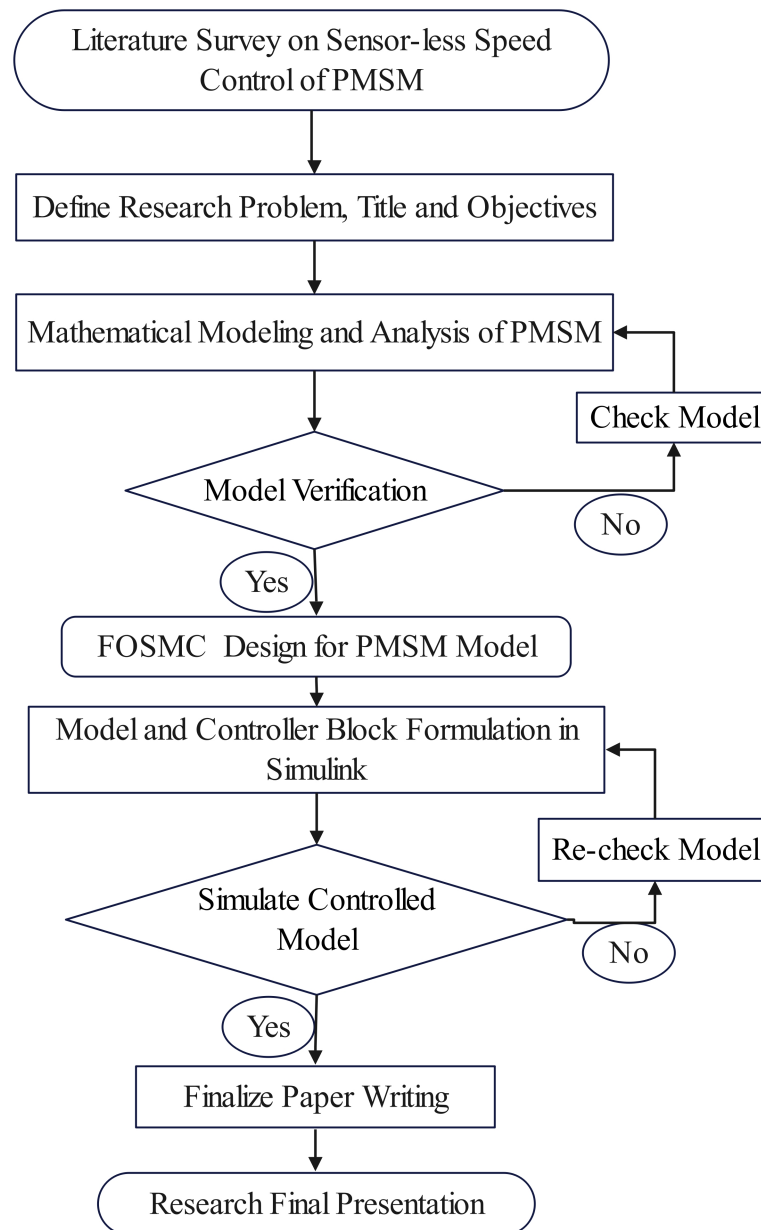 Literature Survey on Sensor-less Speed
Control of PMSM
Define Research Problem, Title and Objectives
Mathematical Modeling and Analysis of PMSM
Check Model
Model Verification
No
Yes
FOSMC Design for PMSM Model
Model and Controller Block Formulation in
Simulink
Re-check Model
Simulate Controlled
Model
No
Yes
Finalize Paper Writing
Research Final Presentation